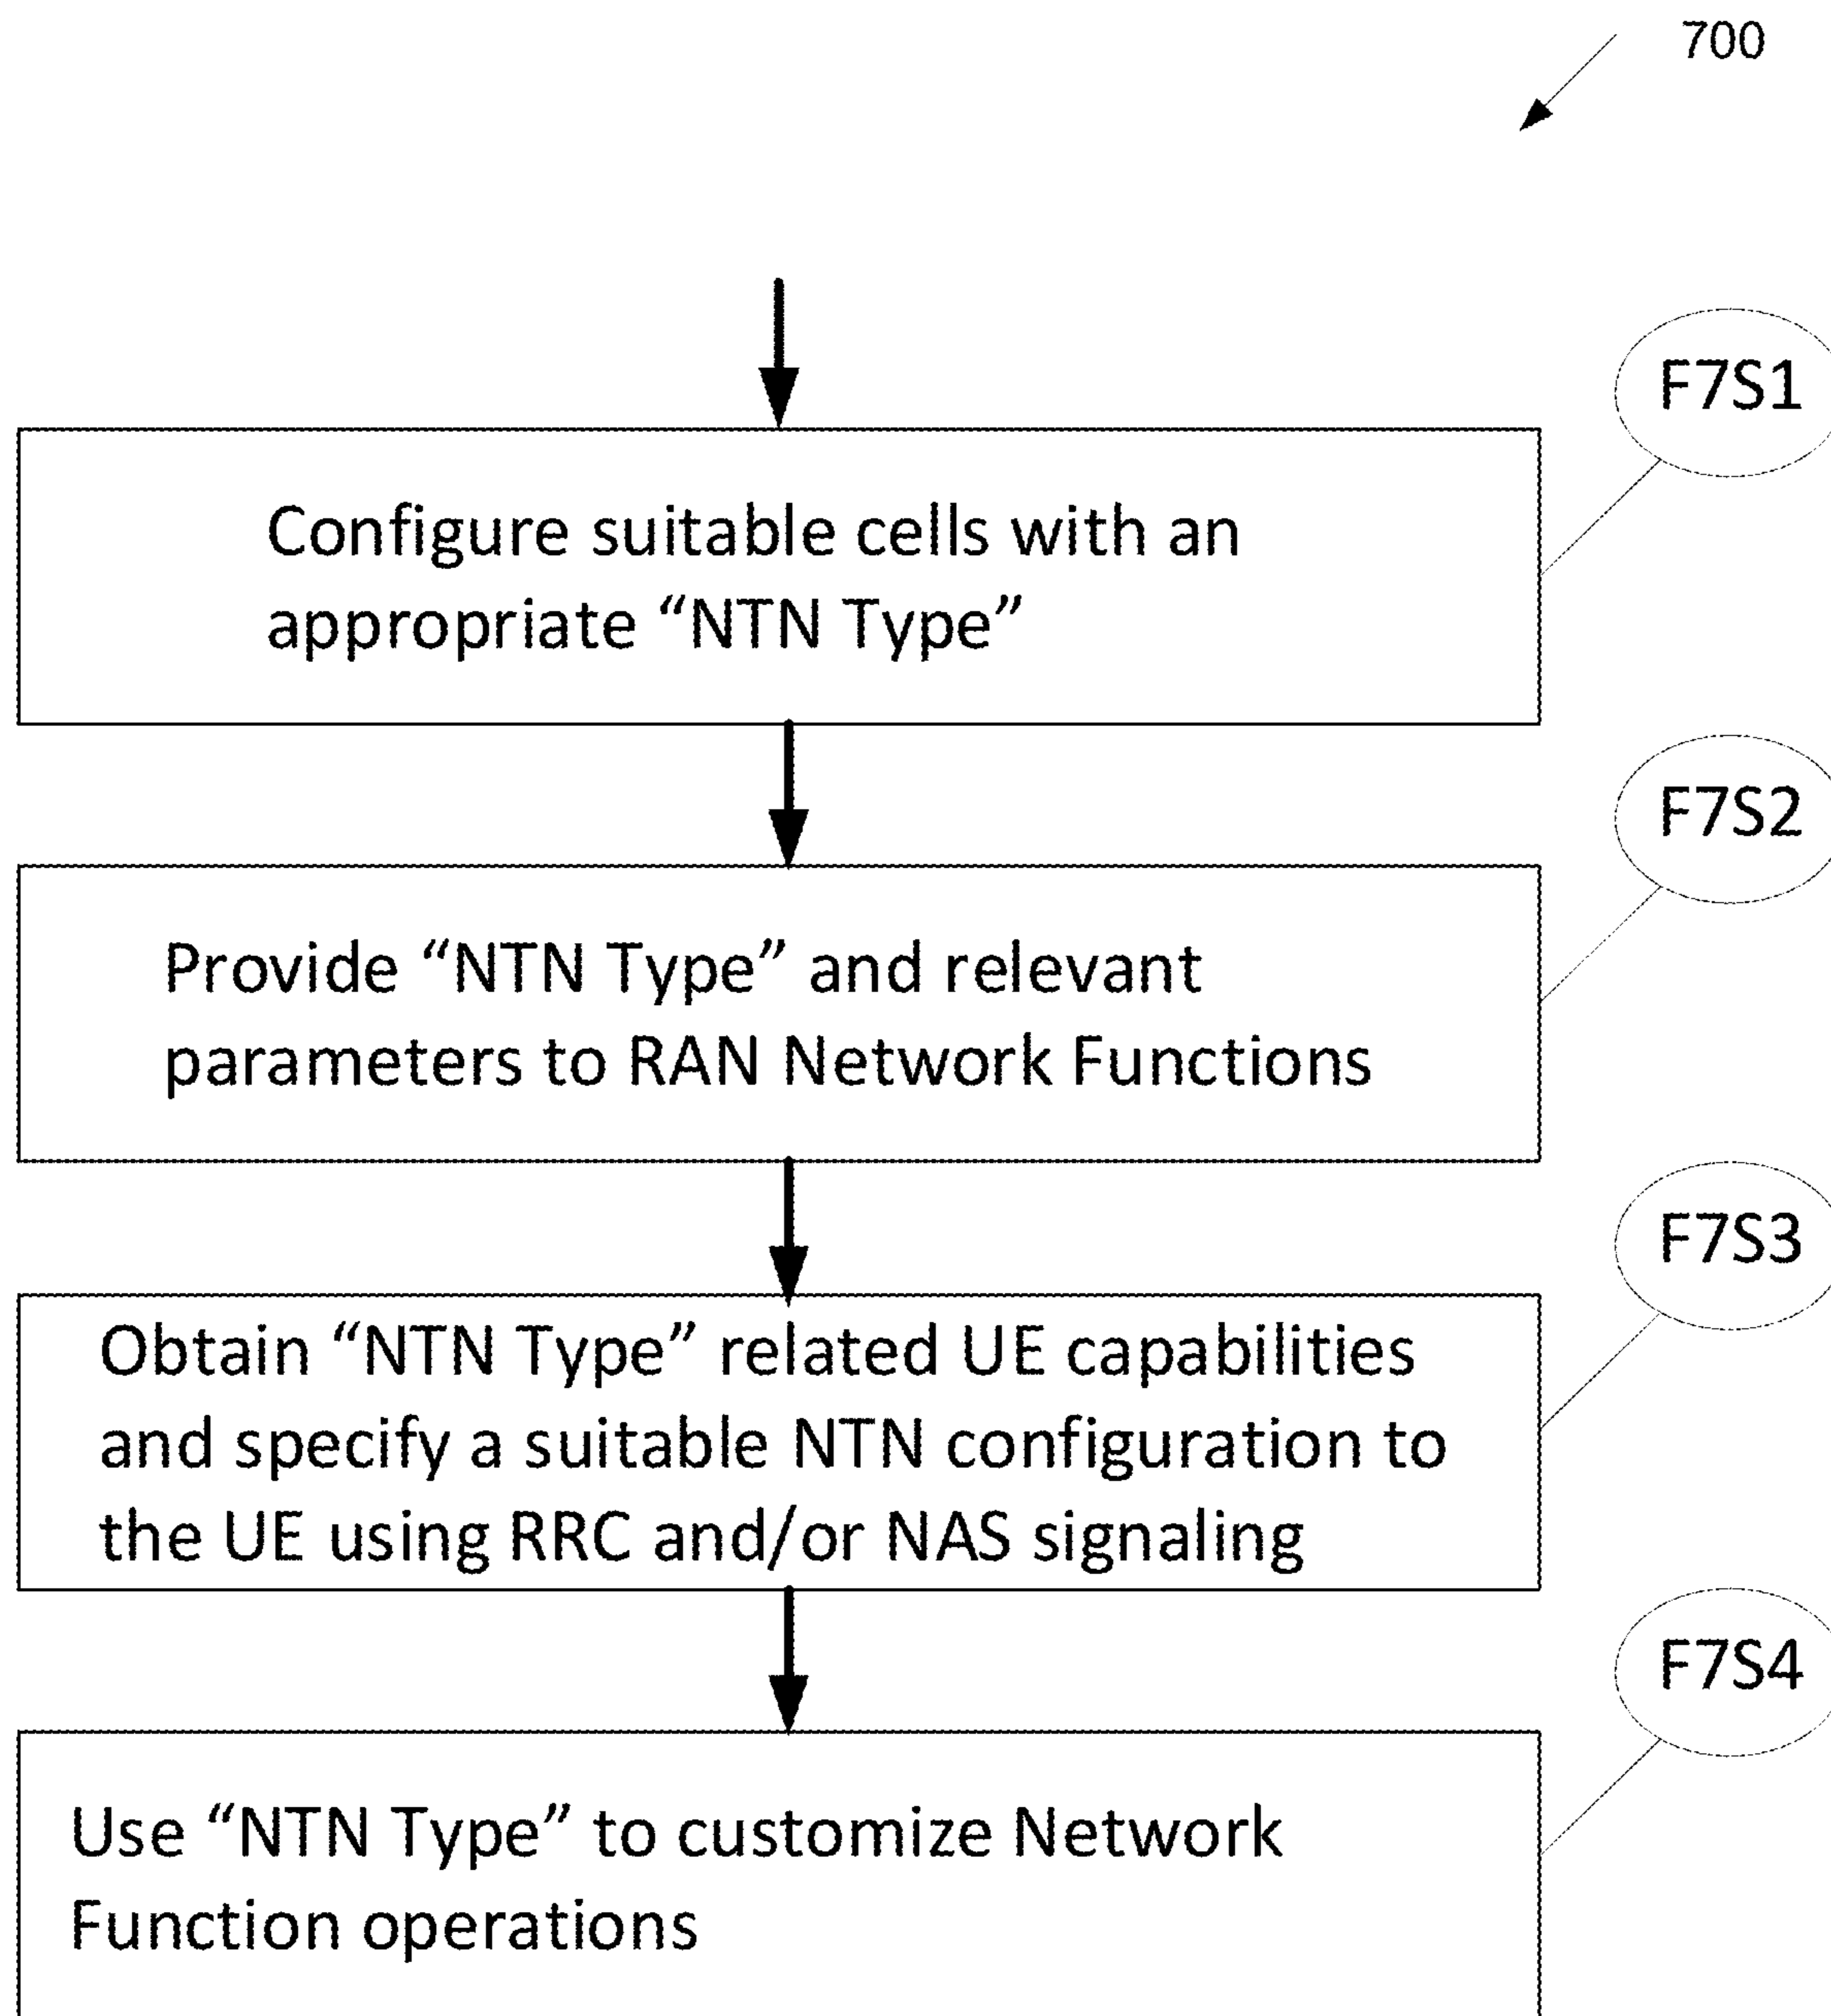 700
F7S1
Configure suitable cells with an
appropriate “NTN Type”
F7S2
Provide “NTN Type” and relevant
parameters to RAN Network Functions
F7S3
Obtain “NTN Type” related UE capabilities
and specify a suitable NTN configuration to
the UE using RRC and/or NAS signaling
F7S4
Use “NTN Type” to customize Network
Function operations